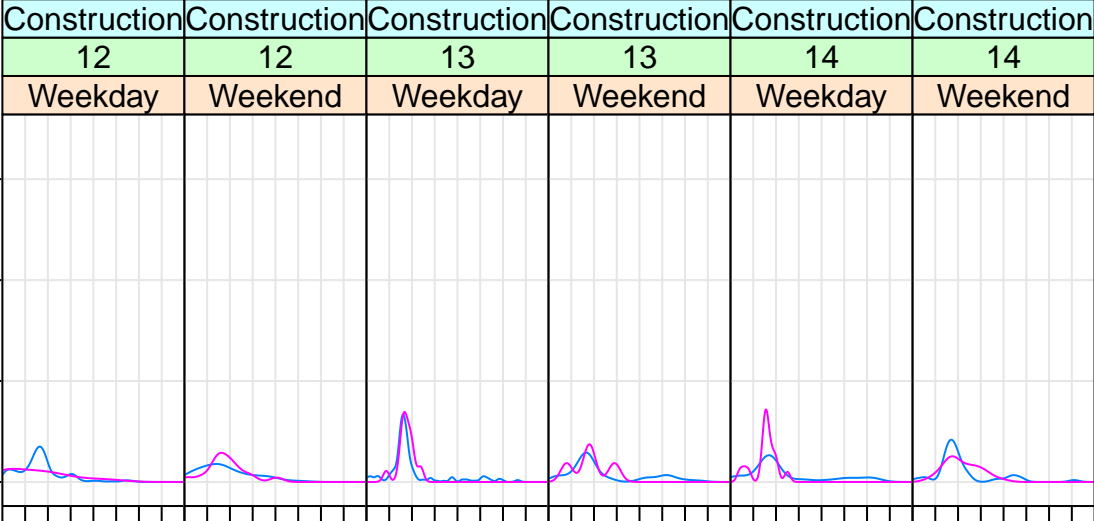 Construction Construction Construction Construction Construction Construction
12 12 13 13 14 14
Weekday Weekend Weekday Weekend Weekday Weekend